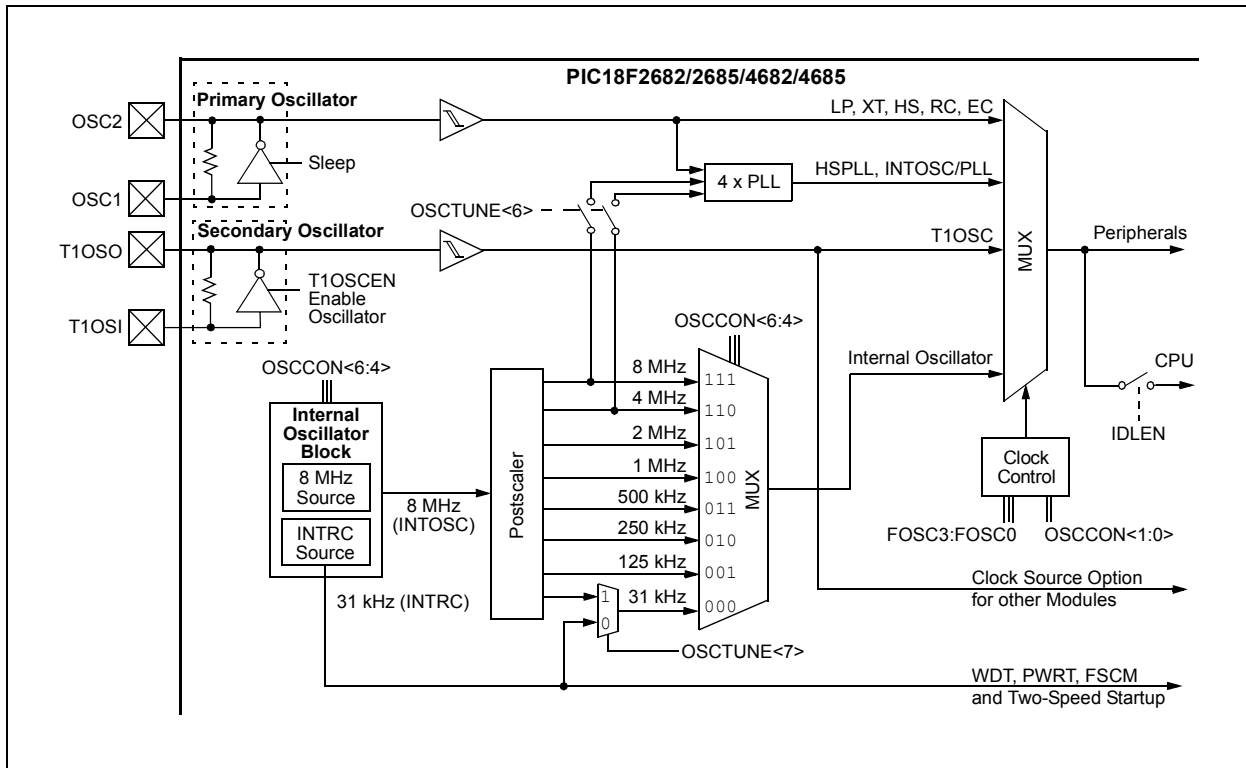 PIC18F2682/2685/4682/4685
Primary Oscillator
OSC2
Sleep
OSC1
LP, XT, HS, RC, EC
4 x PLL
HSPLL, INTOSC/PLL
OSCTUNE<6>
Secondary Oscillator
T1OSO
T1OSCEN
Enable
Oscillator
T1OSI
T1OSC
MUX
Peripherals
OSCCON<6:4>
Internal Oscillator
CPU
IDLEN
OSCCON<6:4>
Internal
Oscillator
Block
8 MHz
Source
INTRC
Source
8 MHz
(INTOSC)
31 kHz (INTRC)
Postscaler
8 MHz
111
4 MHz
110
2 MHz
101
1 MHz
100
500 kHz
011
250 kHz
010
125 kHz
001
1
0
31 kHz
000
MUX
OSCTUNE<7>
Clock
Control
FOSC3:FOSC0
OSCCON<1:0>
Clock Source Option
for other Modules
WDT, PWRT, FSCM
and Two-Speed Startup